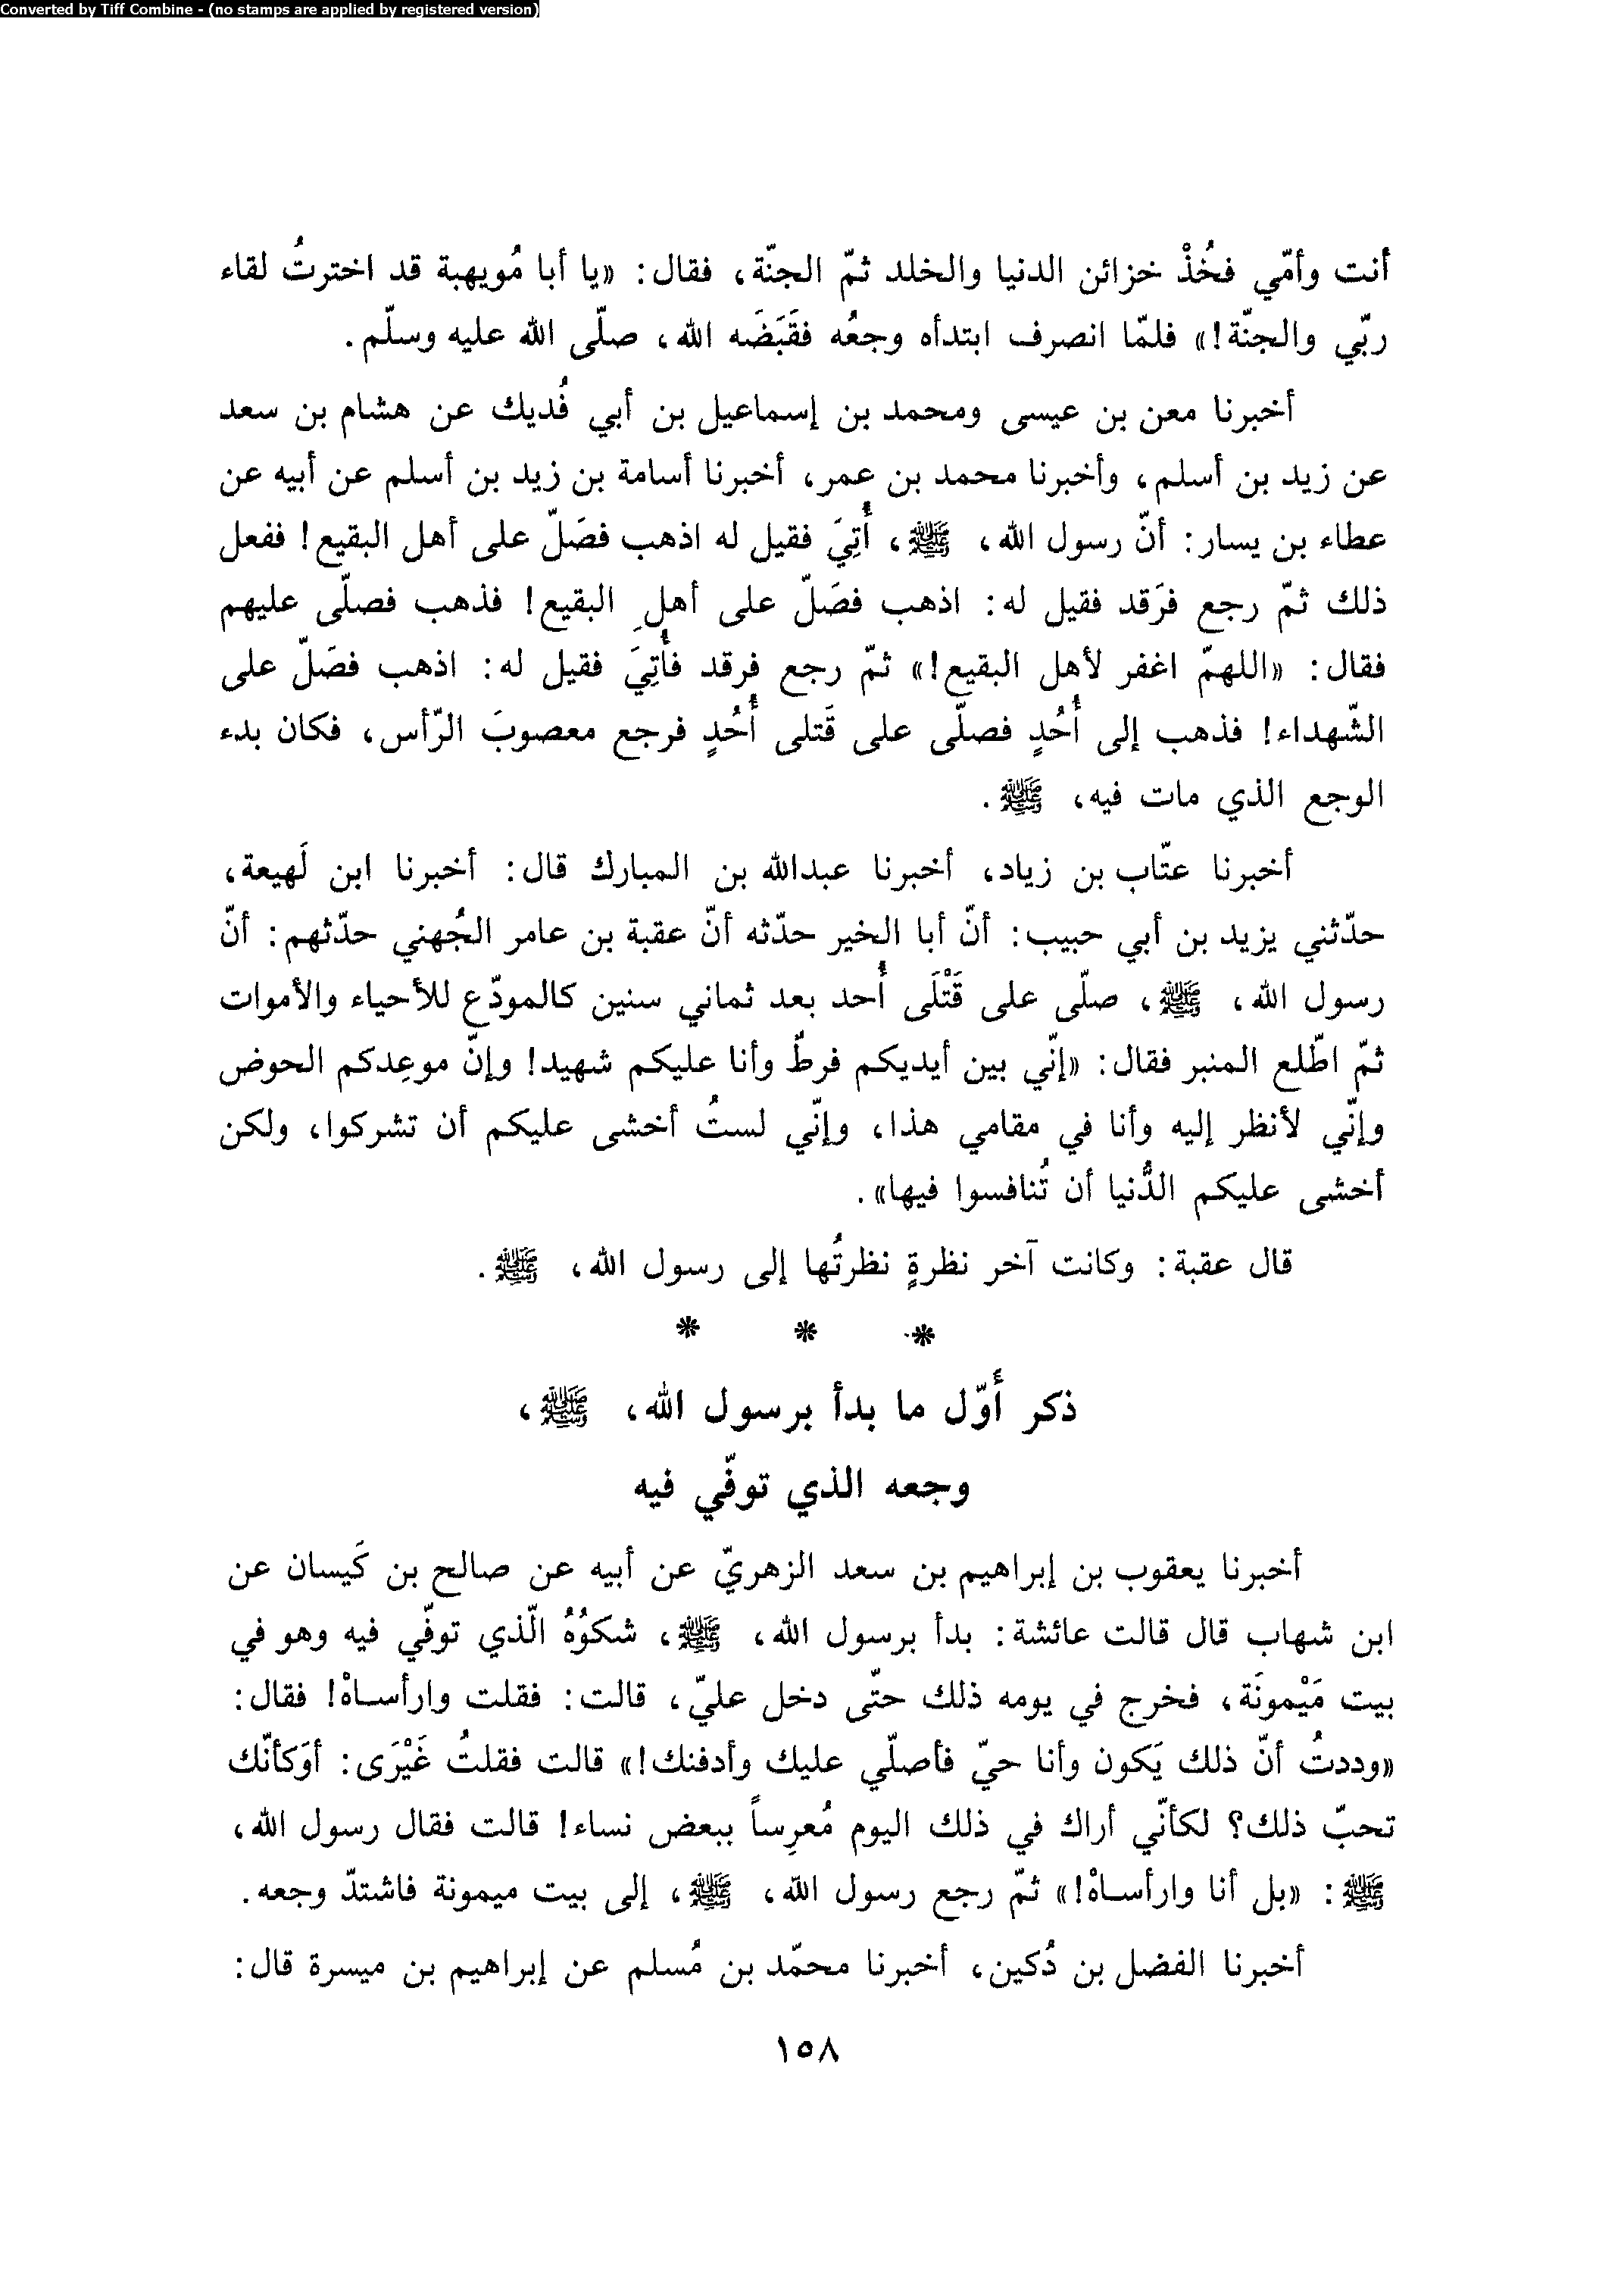 Converted by Tiff Combine - (no stamps are applied by registered version)
أنت وأمّي فخُذْ خزائن الدنيا والخلد ثمّ الجنّة، فقال: «يا أبا مُويهبة قد اخترتُ لقاء
ربّي والجنّة!» فلمّا انصرف ابتدأه وجعُه فقَبَضَه الله، صلّى الله عليه وسلّم.
أخبرنا معن بن عيسى ومحمد بن إسماعيل بن أبي فُديك عن هشام بن سعد
عن زيد بن أسلم، وأخبرنا محمد بن عمر، أخبرنا أسامة بن زيد بن أسلم عن أبيه عن
عطاء بن يسار: أنّ رسول الله، ﷺ، أُتِيَ فقيل له اذهب فصَلّ على أهل البقيع! ففعل
ذلك ثمّ رجع فرَقد فقيل له: اذهب فصَلّ على أهلِ البقيع! فذهب فصلّى عليهم
فقال: «اللهمّ اغفر لأهل البقيع!» ثمّ رجع فرقد فأُتِيَ فقيل له: اذهب فصَلّ على
الشّهداء! فذهب إلى أُحُدٍ فصلّى على قَتلى أُحُدٍ فرجع معصوبَ الرّأس، فكان بدء
الوجع الذي مات فيه، ﷺ.
أخبرنا عتّاب بن زياد، أخبرنا عبدالله بن المبارك قال: أخبرنا ابن لَهيعة،
حدّثني يزيد بن أبي حبيب: أنّ أبا الخير حدّثه أنّ عقبة بن عامر الجُهني حدّثهم: أنّ
رسول الله، ﷺ، صلّى على قَتْلَى أُحد بعد ثماني سنين كالمودّع للأحياء والأموات
ثمّ اطّلع المنبر فقال: «إنّي بين أيديكم فرطٌ وأنا عليكم شهيد! وإنّ موعِدكم الحوض
وإنّي لأنظر إليه وأنا في مقامي هذا، وإنّي لستُ أخشى عليكم أن تشركوا، ولكن
أخشى عليكم الدُّنيا أن تُنافسوا فيها».
قال عقبة: وكانت آخر نظرةٍ نظرتُها إلى رسول الله، ﷺ.
* * *
ذكر أَوّل ما بدأ برسول الله، ﷺ،
وجعه الذي توفّي فيه
أخبرنا يعقوب بن إبراهيم بن سعد الزهريّ عن أبيه عن صالح بن كَيسان عن
ابن شهاب قال قالت عائشة: بدأ برسول الله، ﷺ، شكوُهُ الّذي توفّي فيه وهو في
بيت مَيْمونَة، فخرج في يومه ذلك حتّى دخل عليّ، قالت: فقلت وارأساهْ! فقال:
«وددتُ أنّ ذلك يَكون وأنا حيّ فأصلّي عليك وأدفنك!» قالت فقلتُ غَيْرَى: أوَكأنّك
تحبّ ذلك؟ لكأنّي أراك في ذلك اليوم مُعرِساً ببعض نساء! قالت فقال رسول الله،
ﷺ: «بل أنا وارأساهْ!» ثمّ رجع رسول الله، ﷺ، إلى بيت ميمونة فاشتدّ وجعه.
أخبرنا الفضل بن دُكين، أخبرنا محمّد بن مُسلم عن إبراهيم بن ميسرة قال:
١٥٨